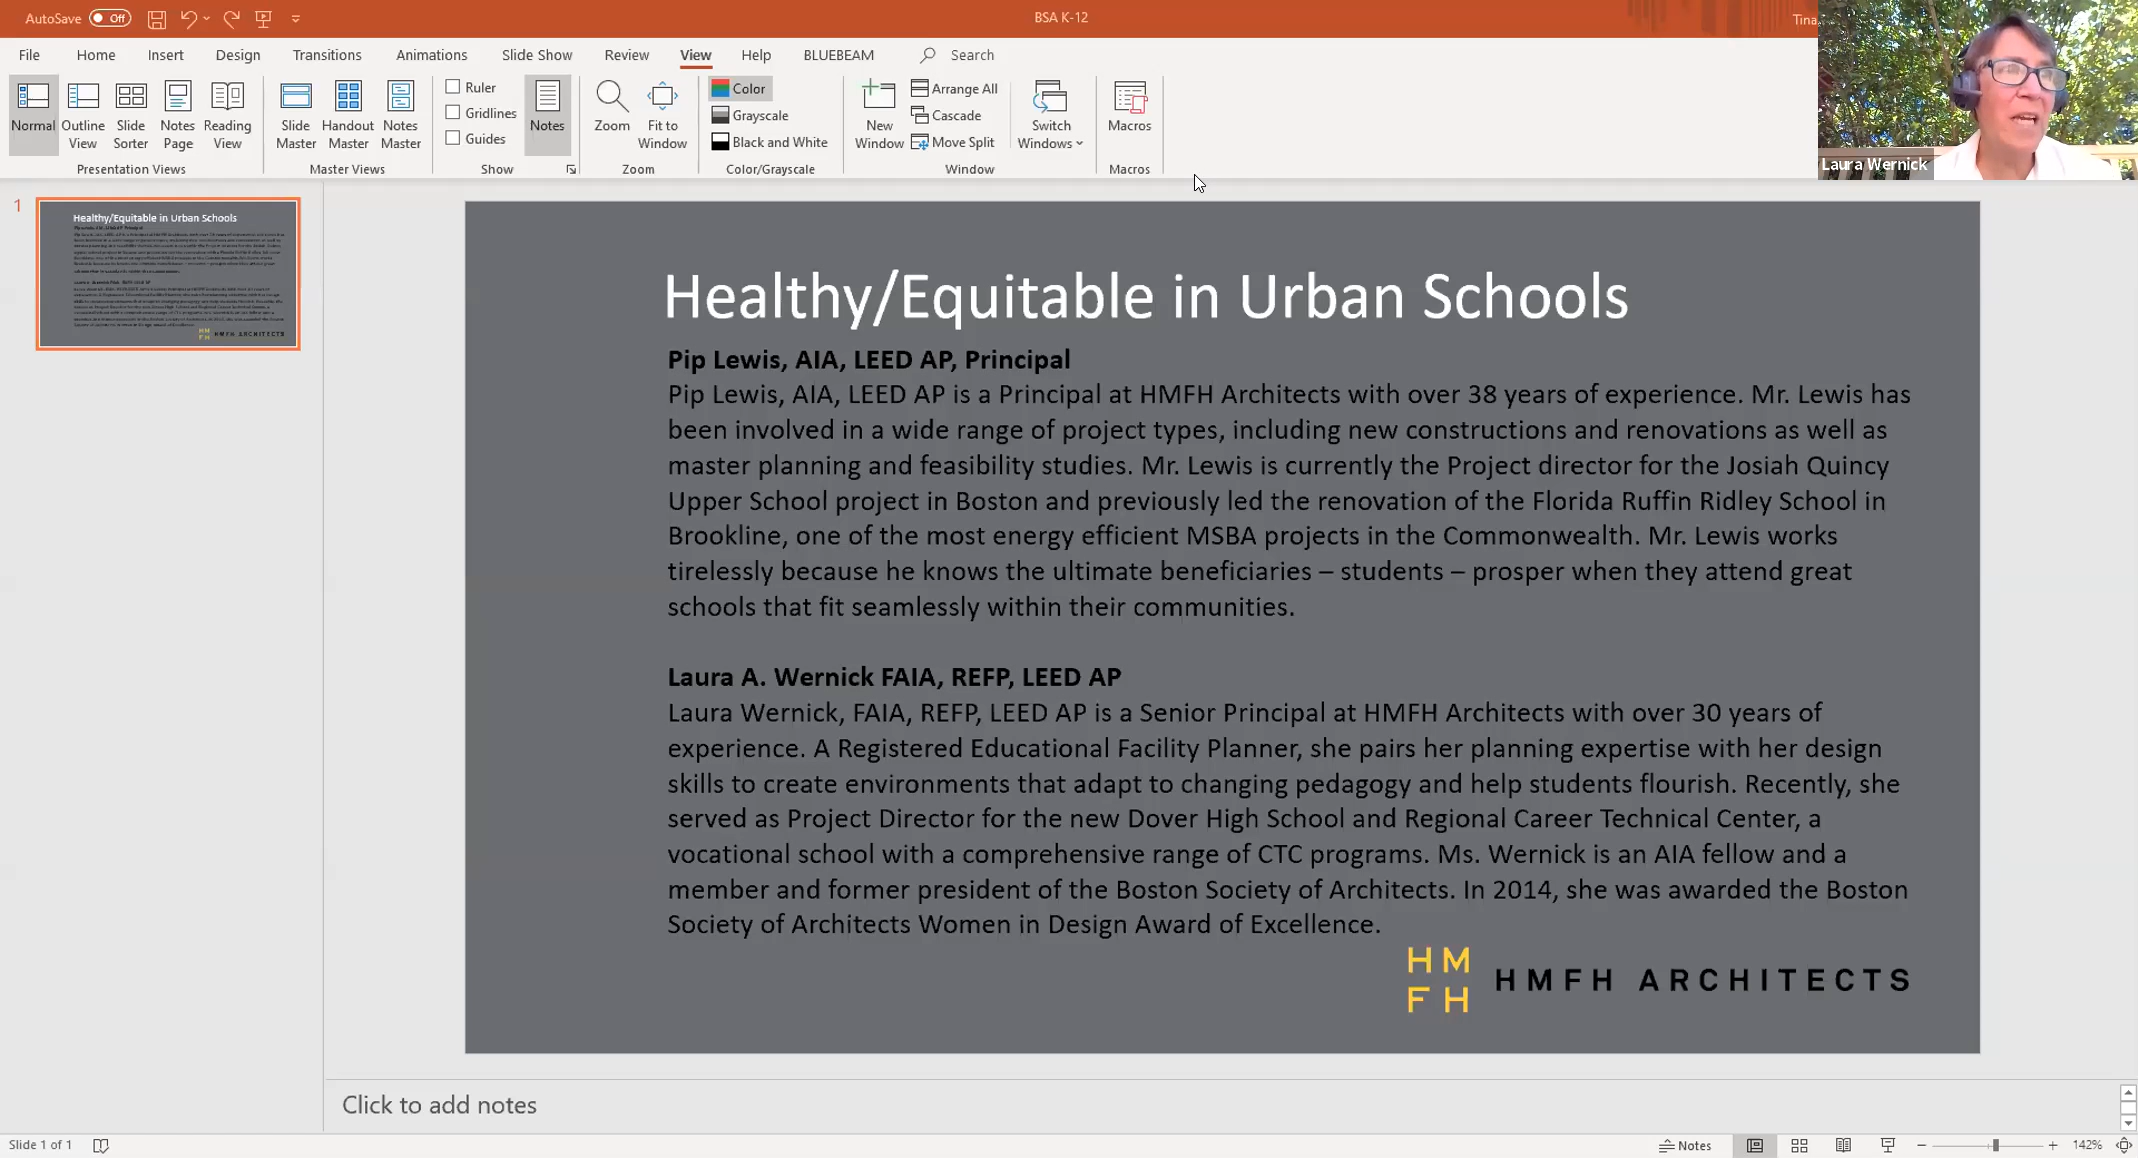 AutoSave Off
BSA K-12
Tina
File Home Insert Design Transitions Animations Slide Show Review View Help BLUEBEAM Search
Normal
Outline View
Slide Sorter
Notes Page
Reading View
Presentation Views
Slide Master
Handout Master
Notes Master
Master Views
Ruler
Gridlines
Guides
Show
Notes
Zoom
Fit to Window
Zoom
Color
Grayscale
Black and White
Color/Grayscale
New Window
Arrange All
Cascade
Move Split
Window
Switch Windows
Macros
Macros
Laura Wernick
1
Healthy/Equitable in Urban Schools
HM
FH HMFH ARCHITECTS
Healthy/Equitable in Urban Schools
Pip Lewis, AIA, LEED AP, Principal
Pip Lewis, AIA, LEED AP is a Principal at HMFH Architects with over 38 years of experience. Mr. Lewis has
been involved in a wide range of project types, including new constructions and renovations as well as
master planning and feasibility studies. Mr. Lewis is currently the Project director for the Josiah Quincy
Upper School project in Boston and previously led the renovation of the Florida Ruffin Ridley School in
Brookline, one of the most energy efficient MSBA projects in the Commonwealth. Mr. Lewis works
tirelessly because he knows the ultimate beneficiaries – students – prosper when they attend great
schools that fit seamlessly within their communities.
Laura A. Wernick FAIA, REFP, LEED AP
Laura Wernick, FAIA, REFP, LEED AP is a Senior Principal at HMFH Architects with over 30 years of
experience. A Registered Educational Facility Planner, she pairs her planning expertise with her design
skills to create environments that adapt to changing pedagogy and help students flourish. Recently, she
served as Project Director for the new Dover High School and Regional Career Technical Center, a
vocational school with a comprehensive range of CTC programs. Ms. Wernick is an AIA fellow and a
member and former president of the Boston Society of Architects. In 2014, she was awarded the Boston
Society of Architects Women in Design Award of Excellence.
HM
FH
HMFH ARCHITECTS
Click to add notes
Slide 1 of 1
Notes
142%